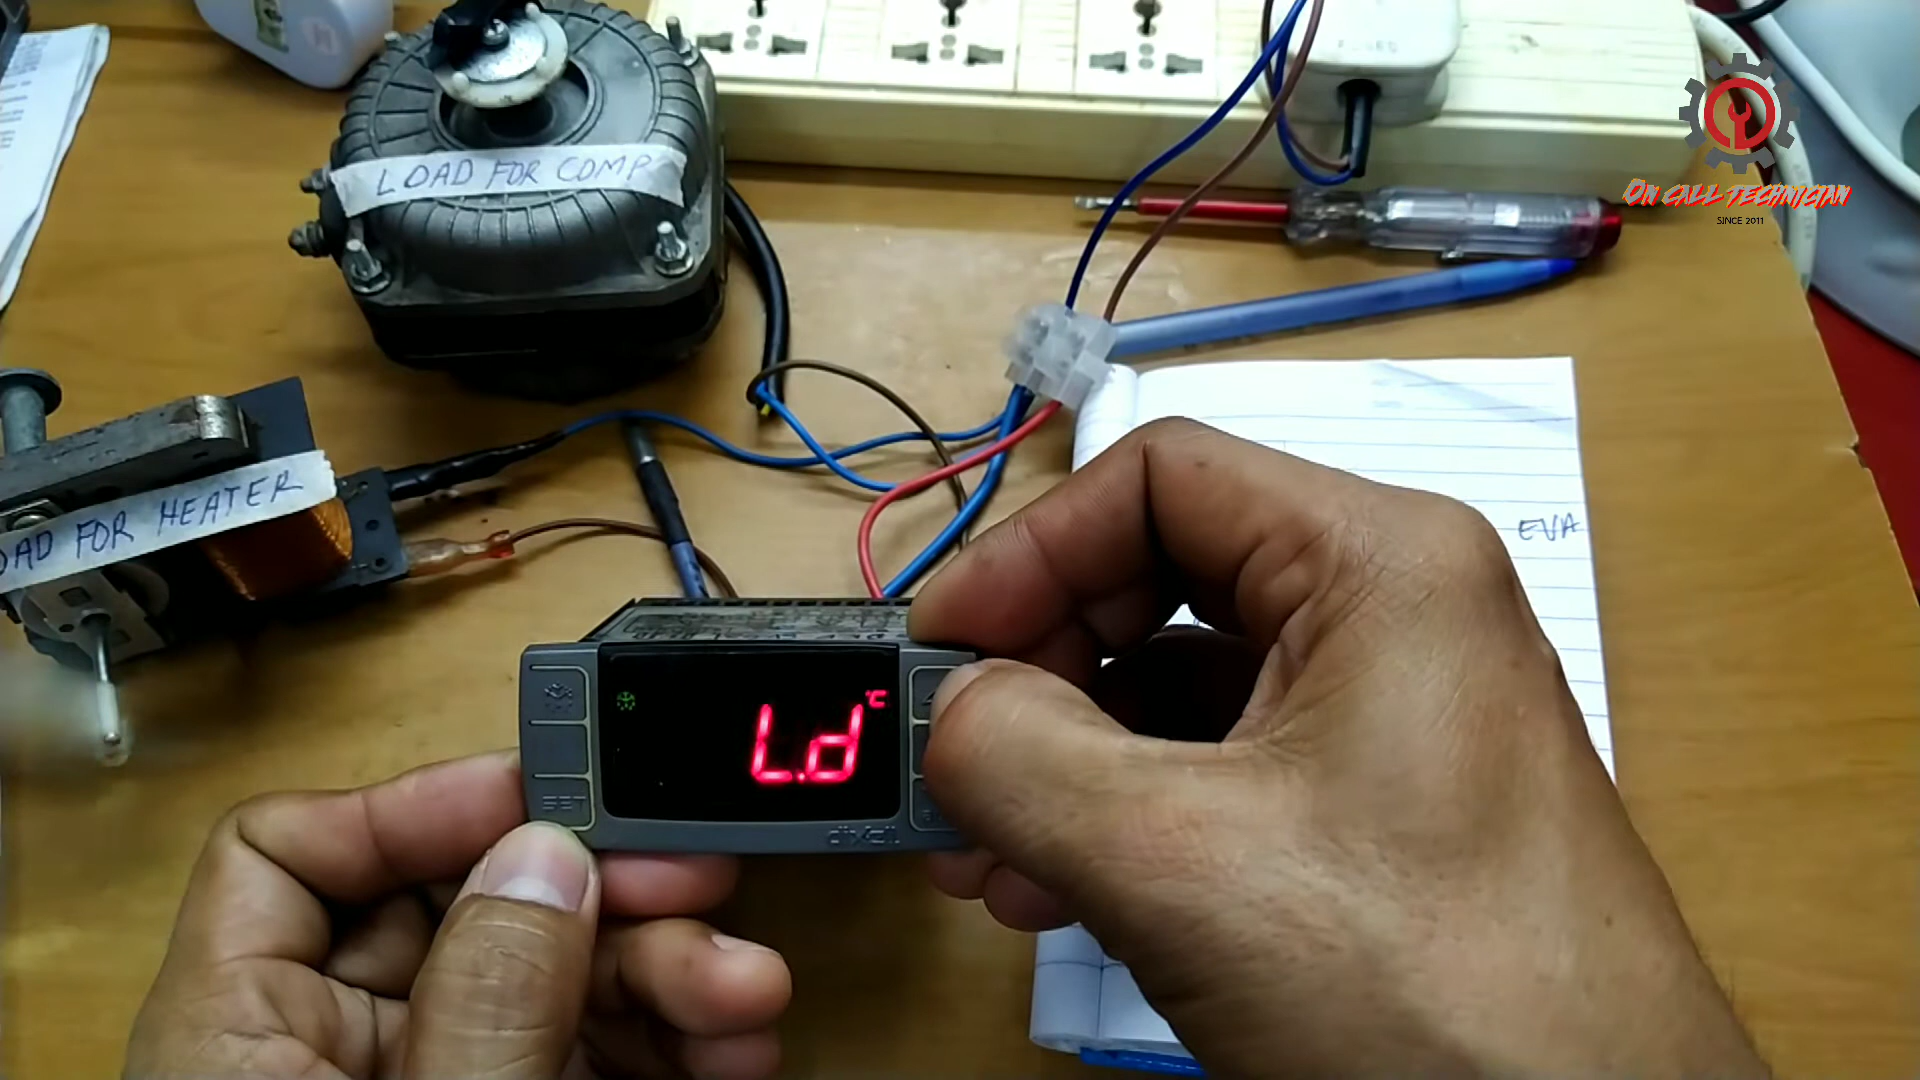 LOAD FOR COMP
ON CALL TECHNICIAN
SINCE 2011
OAD FOR HEATER
EVA
°C
L.d
SET
dixell